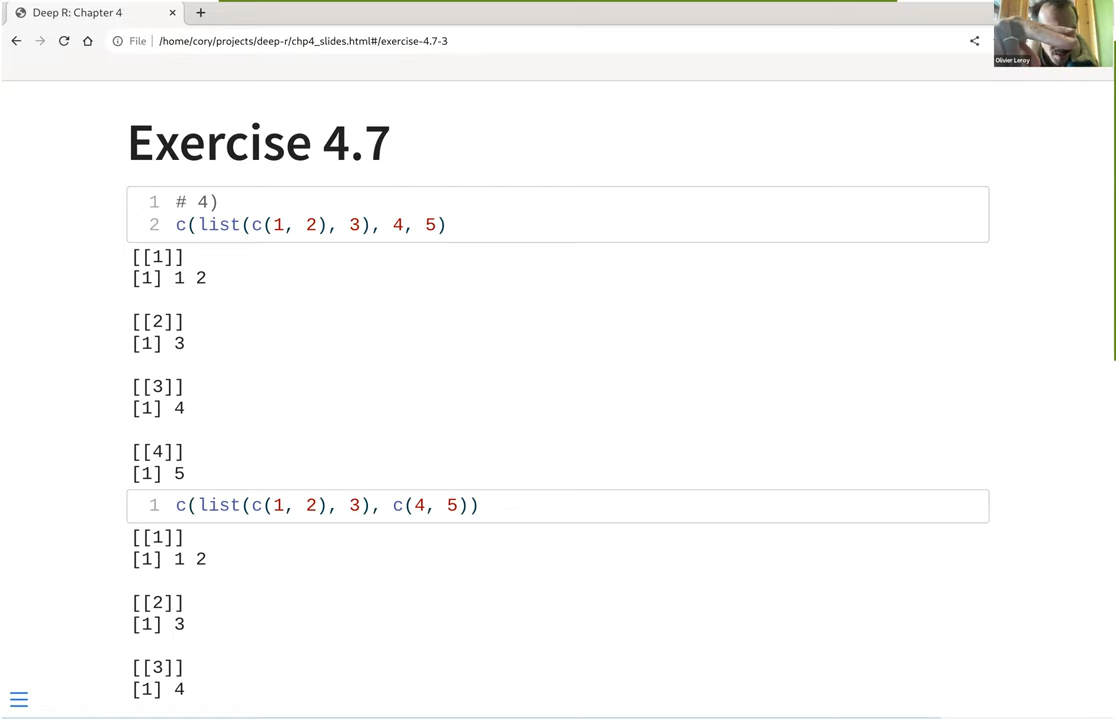 Deep R: Chapter 4
File /home/cory/projects/deep-r/chp4_slides.html#/exercise-4.7-3
Olivier Leroy
Exercise 4.7
1 # 4)
2 c(list(c(1, 2), 3), 4, 5)
[[1]]
[1] 1 2
[[2]]
[1] 3
[[3]]
[1] 4
[[4]]
[1] 5
1 c(list(c(1, 2), 3), c(4, 5))
[[1]]
[1] 1 2
[[2]]
[1] 3
[[3]]
[1] 4